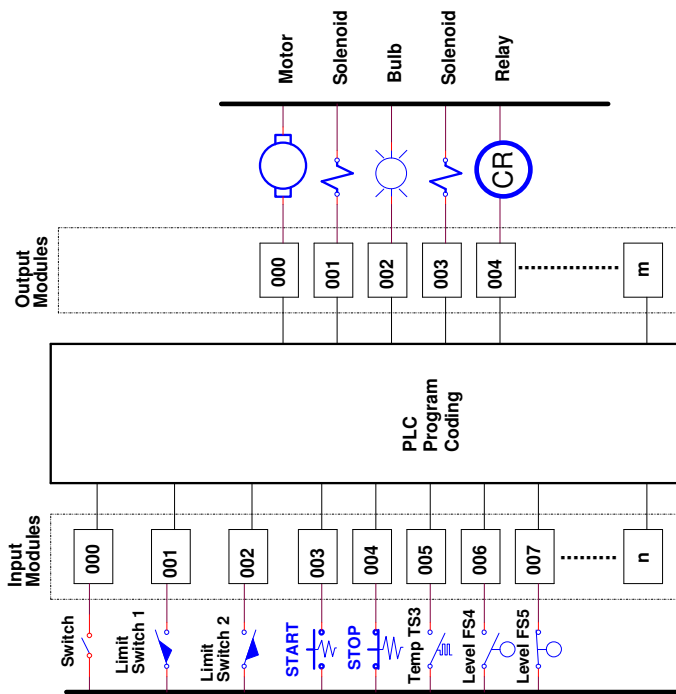 Input
Modules
Output
Modules
Switch
000
Limit
Switch 1
001
Limit
Switch 2
002
START
003
STOP
004
Temp TS3
005
Level FS4
006
Level FS5
007
n
PLC
Program
Coding
000
Motor
001
Solenoid
002
Bulb
003
Solenoid
004
CR
Relay
m